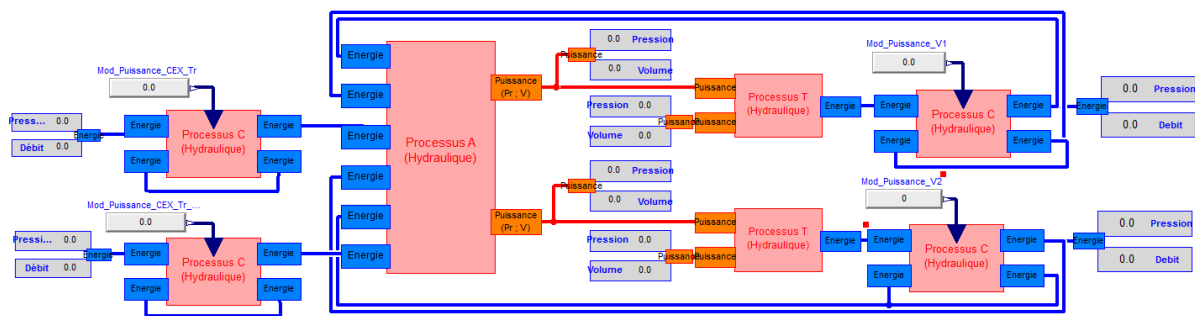 Mod_Puissance_CEX_Tr
0.0
Press... 0.0
Débit 0.0
Energie
Energie
Energie
Processus C
(Hydraulique)
Energie
Energie
Mod_Puissance_CEX_Tr_...
0.0
Pressi... 0.0
Débit 0.0
Energie
Energie
Energie
Processus C
(Hydraulique)
Energie
Energie
Energie
Energie
Energie
Energie
Energie
Energie
Processus A
(Hydraulique)
Puissance
(Pr ; V)
Puissance
(Pr ; V)
Puissance
0.0 Pression
0.0 Volume
Pression 0.0
Volume 0.0
Puissance
Puissance
Puissance
Processus T
(Hydraulique)
Energie
Puissance
0.0 Pression
0.0 Volume
Pression 0.0
Volume 0.0
Puissance
Puissance
Puissance
Processus T
(Hydraulique)
Energie
Mod_Puissance_V1
0.0
Energie
Energie
Processus C
(Hydraulique)
Energie
Energie
Energie
0.0 Pression
0.0 Debit
Mod_Puissance_V2
0
Energie
Energie
Processus C
(Hydraulique)
Energie
Energie
Energie
0.0 Pression
0.0 Debit